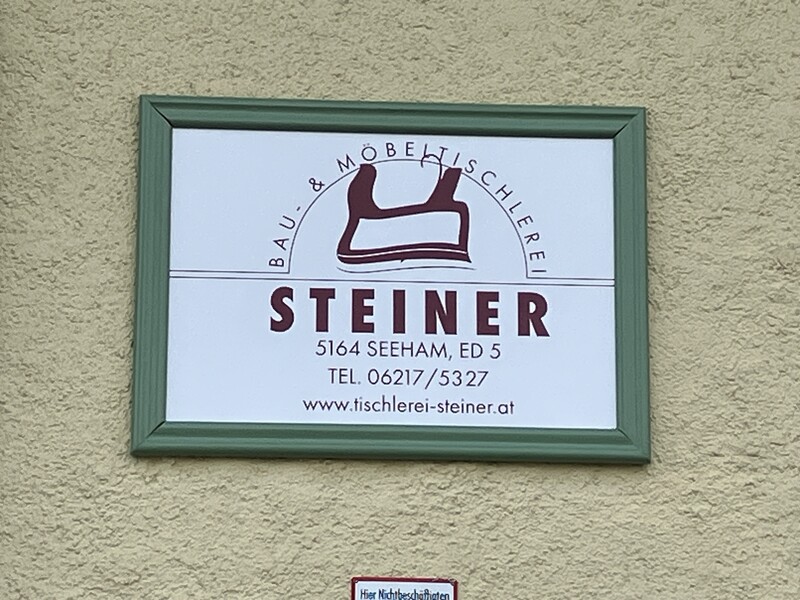 BAU- & MÖBELTISCHLEREI
STEINER
5164 SEEHAM, ED 5
TEL. 06217/5327
www.tischlerei-steiner.at
Hier Nichtbeschäftigten